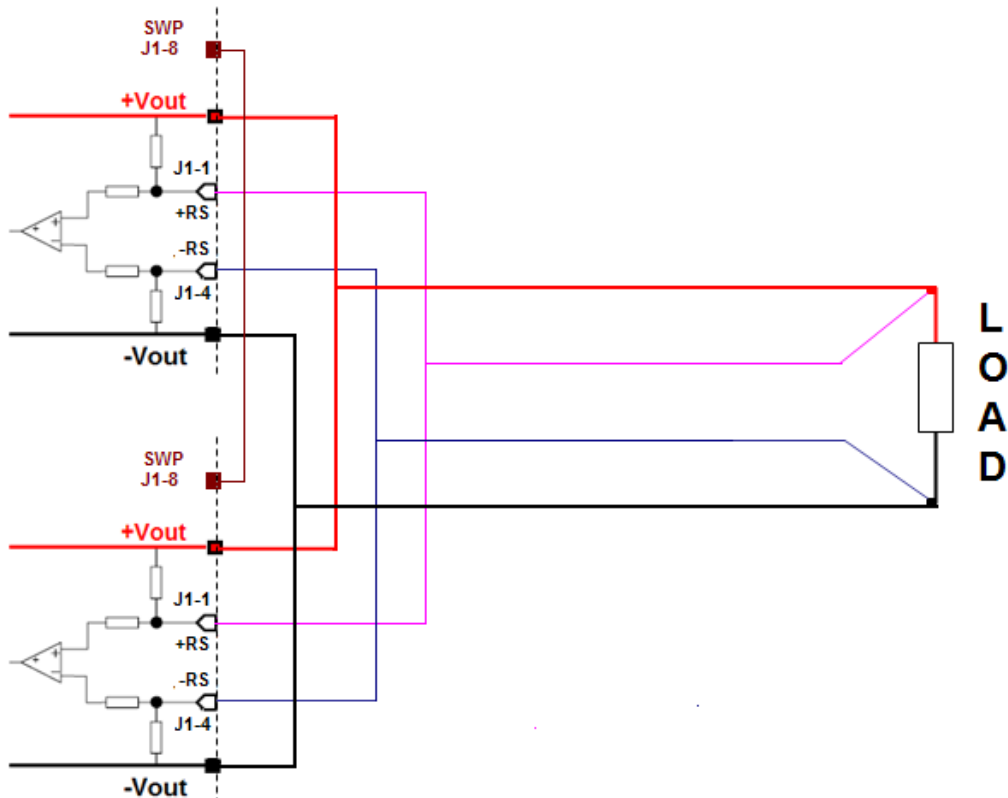 SWP
J1-8
+Vout
J1-1
+RS
-RS
J1-4
-Vout
SWP
J1-8
+Vout
J1-1
+RS
-RS
J1-4
-Vout
L
O
A
D